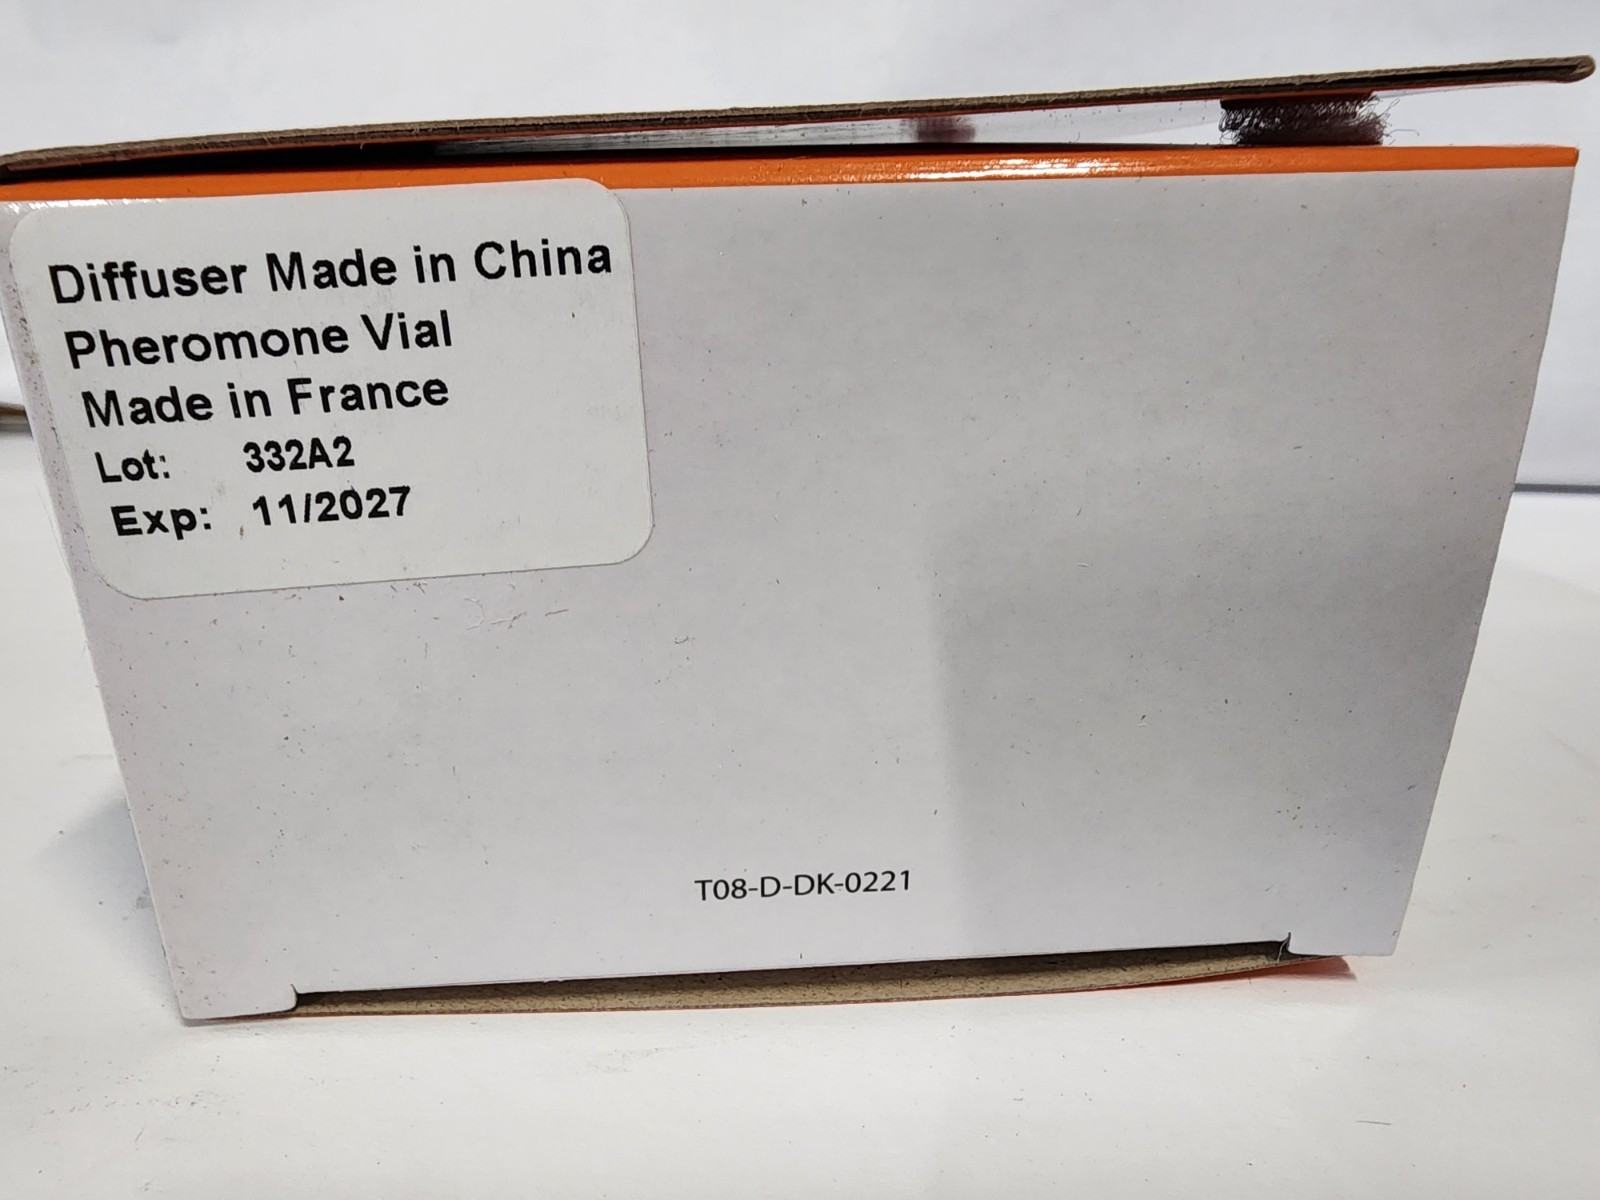 Diffuser Made in China
Pheromone Vial
Made in France
Lot: 332A2
Exp: 11/2027
T08-D-DK-0221